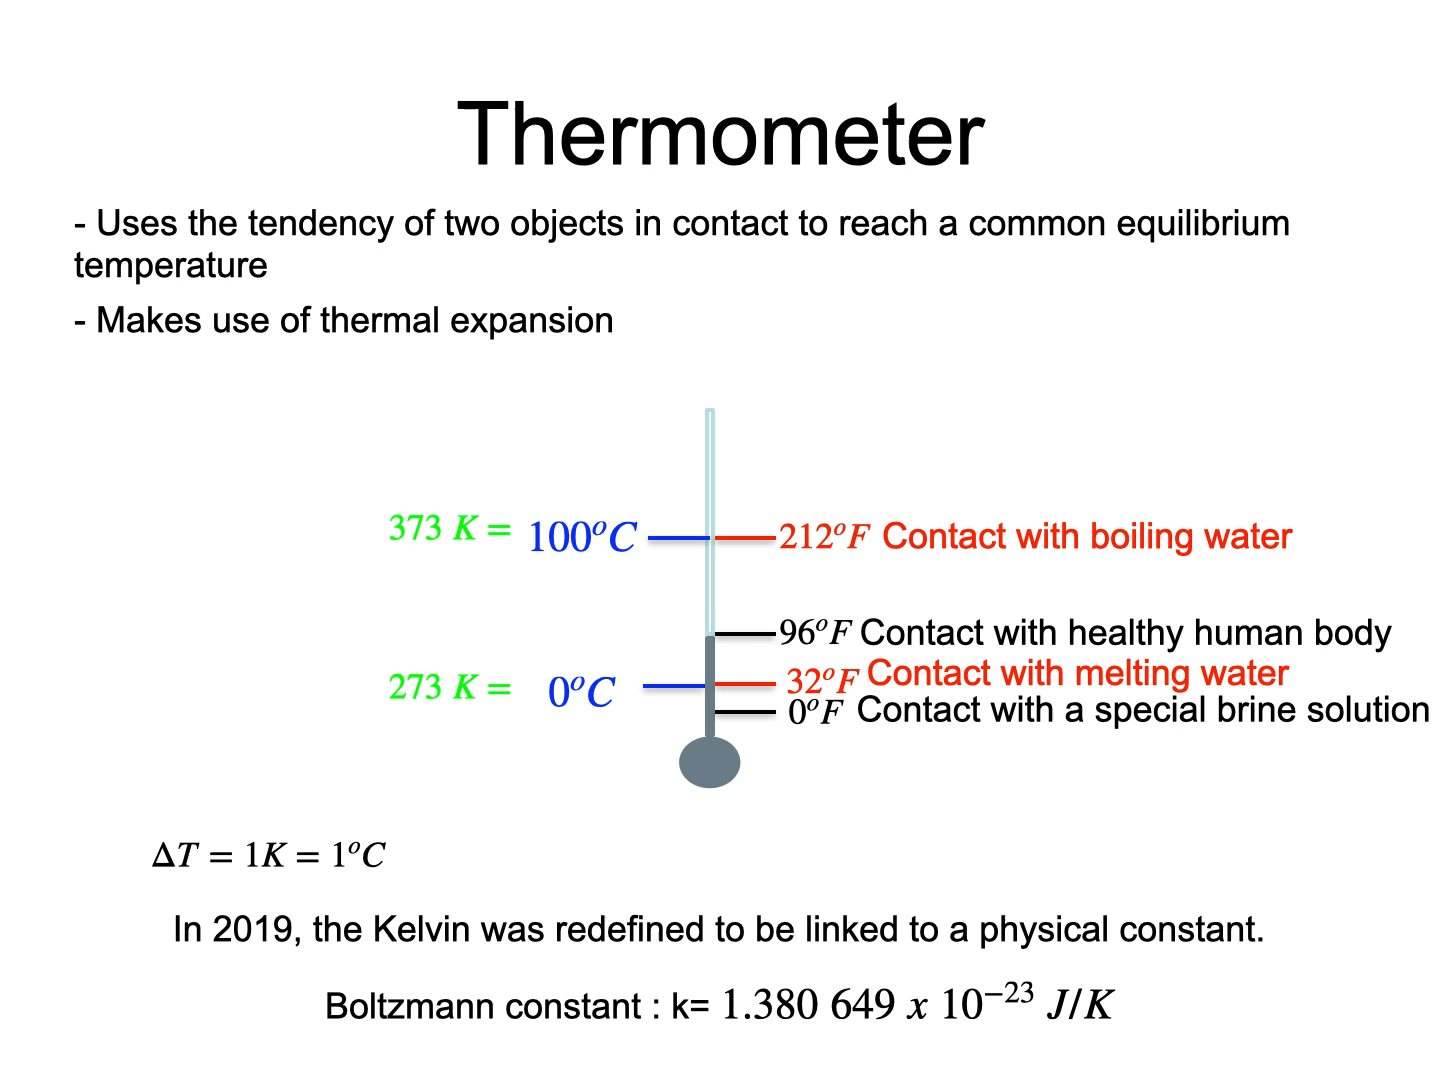 Thermometer
- Uses the tendency of two objects in contact to reach a common equilibrium
temperature
- Makes use of thermal expansion
373 K = 100°C 212°F Contact with boiling water
96°F Contact with healthy human body
273 K = 0°C 32°F Contact with melting water
0°F Contact with a special brine solution
ΔT = 1K = 1°C
In 2019, the Kelvin was redefined to be linked to a physical constant.
Boltzmann constant : k= 1.380 649 x 10⁻²³ J/K